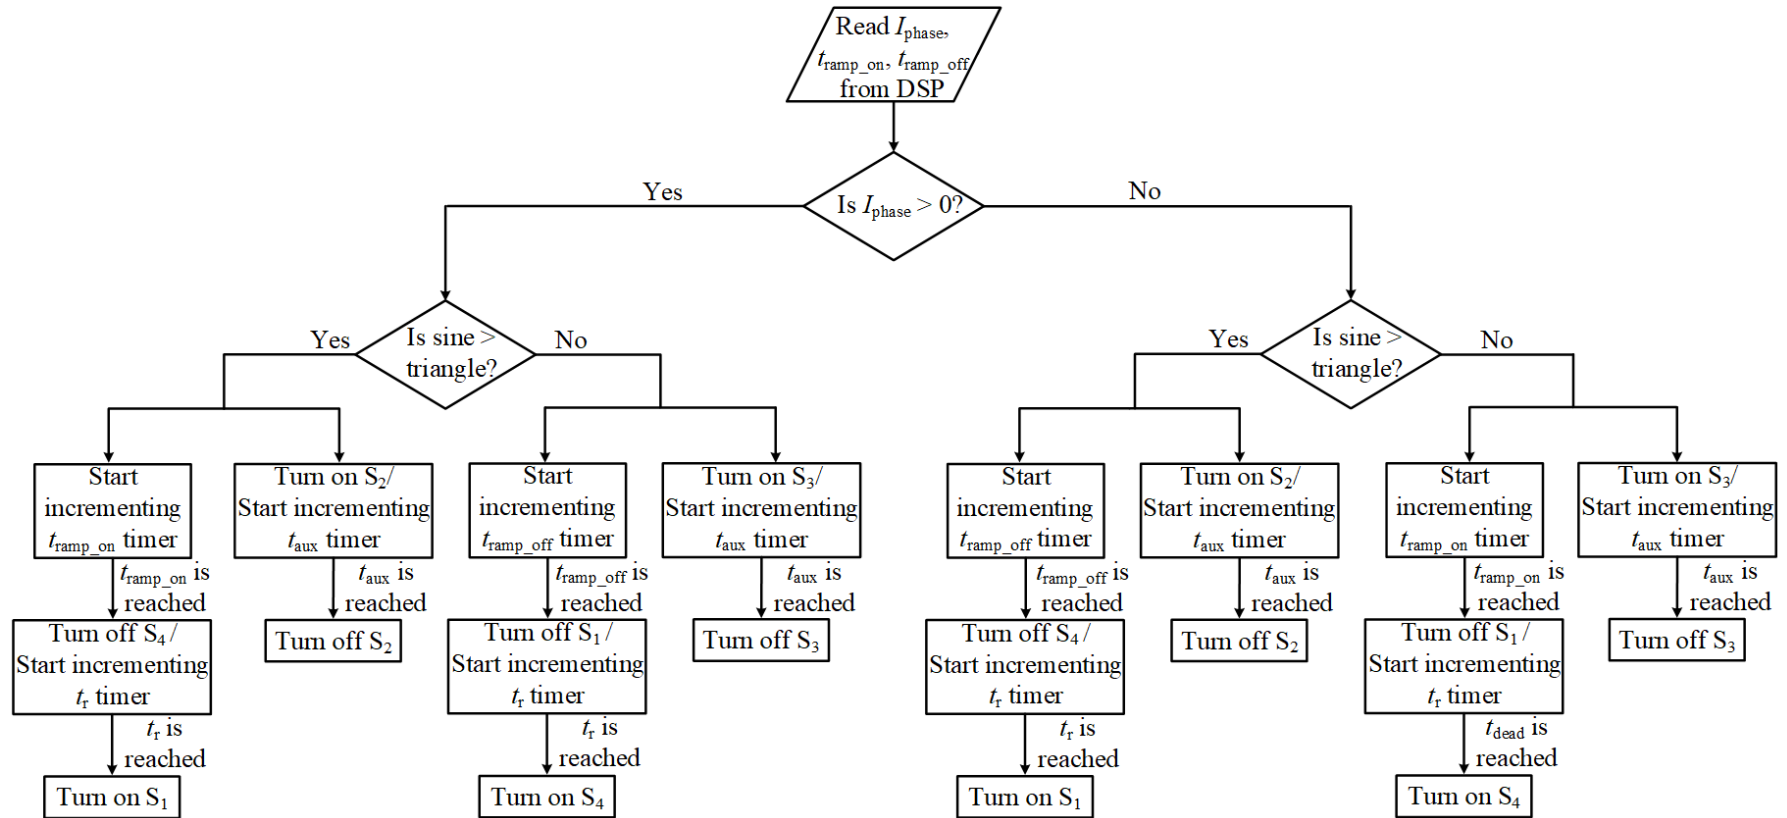 Read Iphase,
tramp_on, tramp_off
from DSP
Is Iphase > 0?
Yes
No
Is sine >
triangle?
Yes
No
Is sine >
triangle?
Yes
No
Start
incrementing
tramp_on timer
tramp_on is
reached
Turn off S4 /
Start incrementing
tr timer
tr is
reached
Turn on S1
Turn on S2/
Start incrementing
taux timer
taux is
reached
Turn off S2
Start
incrementing
tramp_off timer
tramp_off is
reached
Turn off S1/
Start incrementing
tr timer
tr is
reached
Turn on S4
Turn on S3/
Start incrementing
taux timer
taux is
reached
Turn off S3
Start
incrementing
tramp_off timer
tramp_off is
reached
Turn off S4 /
Start incrementing
tr timer
tr is
reached
Turn on S1
Turn on S2/
Start incrementing
taux timer
taux is
reached
Turn off S2
Start
incrementing
tramp_on timer
tramp_on is
reached
Turn off S1 /
Start incrementing
tr timer
tdead is
reached
Turn on S4
Turn on S3/
Start incrementing
taux timer
taux is
reached
Turn off S3